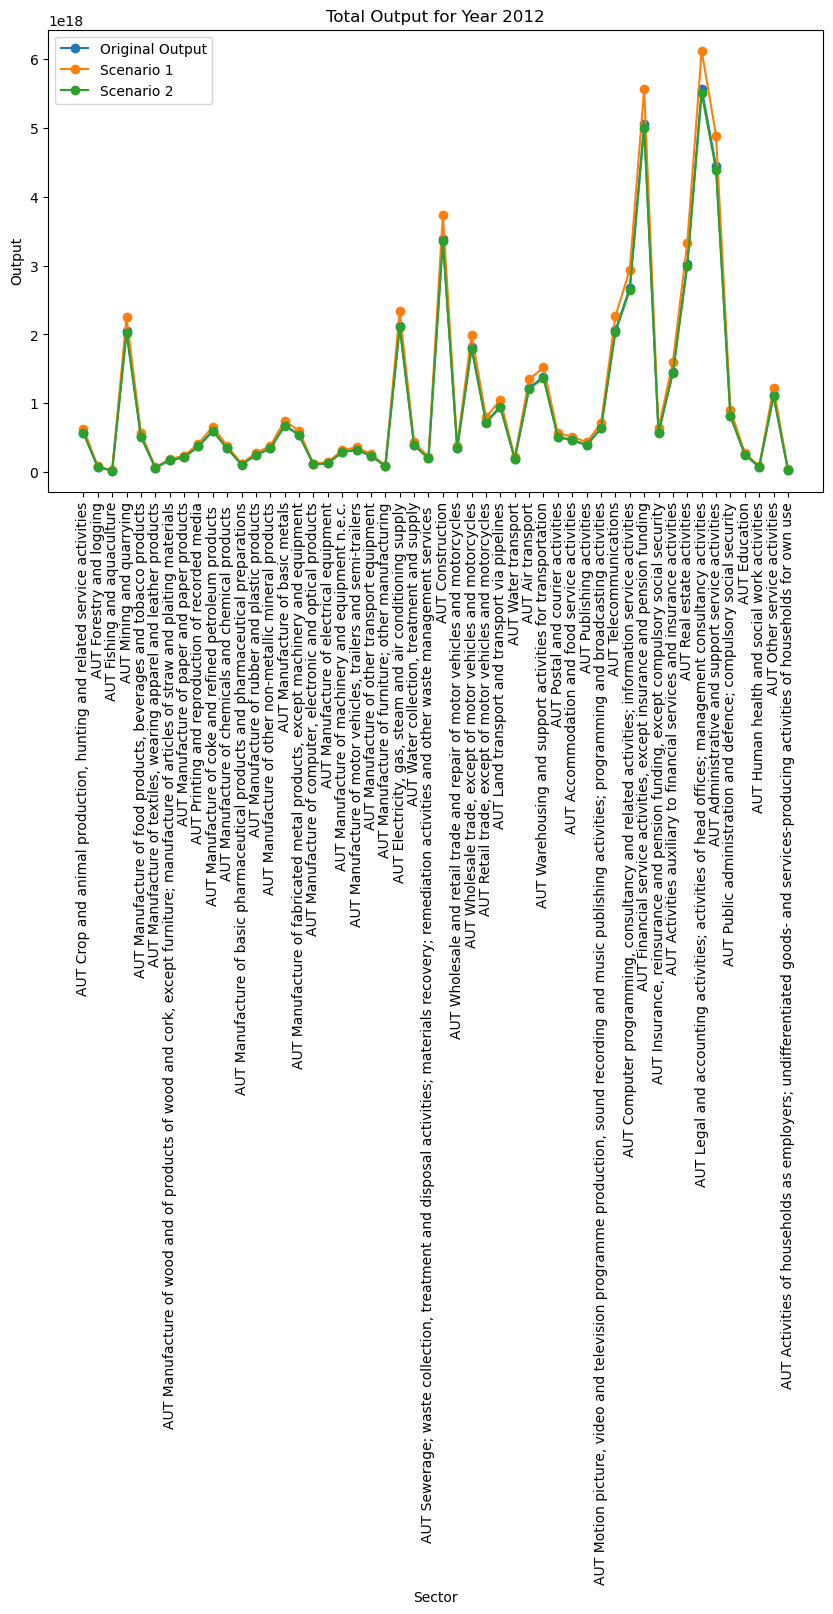 Total Output for Year 2012
1e18
Original Output
Scenario 1
Scenario 2
Output
6
5
4
3
2
1
0
AUT Crop and animal production, hunting and related service activities
AUT Forestry and logging
AUT Fishing and aquaculture
AUT Mining and quarrying
AUT Manufacture of food products, beverages and tobacco products
AUT Manufacture of textiles, wearing apparel and leather products
AUT Manufacture of wood and of products of wood and cork, except furniture; manufacture of articles of straw and plaiting materials
AUT Manufacture of paper and paper products
AUT Printing and reproduction of recorded media
AUT Manufacture of coke and refined petroleum products
AUT Manufacture of chemicals and chemical products
AUT Manufacture of basic pharmaceutical products and pharmaceutical preparations
AUT Manufacture of rubber and plastic products
AUT Manufacture of other non-metallic mineral products
AUT Manufacture of basic metals
AUT Manufacture of fabricated metal products, except machinery and equipment
AUT Manufacture of computer, electronic and optical products
AUT Manufacture of electrical equipment
AUT Manufacture of machinery and equipment n.e.c.
AUT Manufacture of motor vehicles, trailers and semi-trailers
AUT Manufacture of other transport equipment
AUT Manufacture of furniture; other manufacturing
AUT Electricity, gas, steam and air conditioning supply
AUT Water collection, treatment and supply
AUT Sewerage; waste collection, treatment and disposal activities; materials recovery; remediation activities and other waste management services
AUT Construction
AUT Wholesale and retail trade and repair of motor vehicles and motorcycles
AUT Wholesale trade, except of motor vehicles and motorcycles
AUT Retail trade, except of motor vehicles and motorcycles
AUT Land transport and transport via pipelines
AUT Water transport
AUT Air transport
AUT Warehousing and support activities for transportation
AUT Postal and courier activities
AUT Accommodation and food service activities
AUT Publishing activities
AUT Motion picture, video and television programme production, sound recording and music publishing activities; programming and broadcasting activities
AUT Telecommunications
AUT Computer programming, consultancy and related activities; information service activities
AUT Financial service activities, except insurance and pension funding
AUT Insurance, reinsurance and pension funding, except compulsory social security
AUT Activities auxiliary to financial services and insurance activities
AUT Real estate activities
AUT Legal and accounting activities; activities of head offices; management consultancy activities
AUT Administrative and support service activities
AUT Public administration and defence; compulsory social security
AUT Education
AUT Human health and social work activities
AUT Other service activities
AUT Activities of households as employers; undifferentiated goods- and services-producing activities of households for own use
Sector